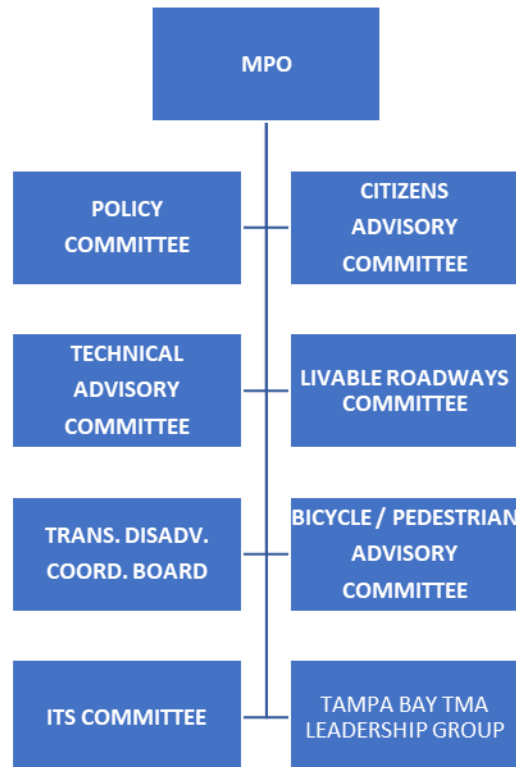 MPO
POLICY
COMMITTEE
CITIZENS
ADVISORY
COMMITTEE
TECHNICAL
ADVISORY
COMMITTEE
LIVABLE ROADWAYS
COMMITTEE
TRANS. DISADV.
COORD. BOARD
BICYCLE / PEDESTRIAN
ADVISORY
COMMITTEE
ITS COMMITTEE
TAMPA BAY TMA
LEADERSHIP GROUP